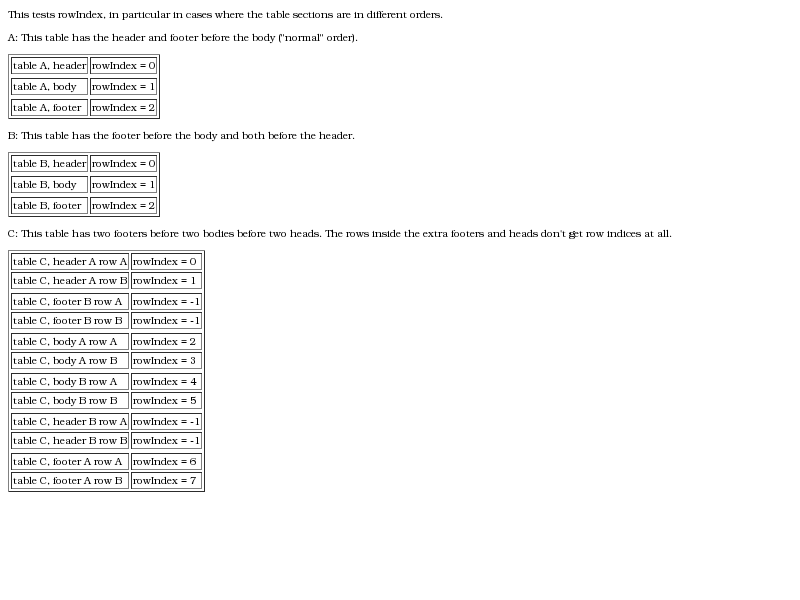 This tests rowIndex, in particular in cases where the table sections are in different orders.
A: This table has the header and footer before the body ("normal" order).
table A, header rowIndex = 0
table A, body rowIndex = 1
table A, footer rowIndex = 2
B: This table has the footer before the body and both before the header.
table B, header rowIndex = 0
table B, body rowIndex = 1
table B, footer rowIndex = 2
C: This table has two footers before two bodies before two heads. The rows inside the extra footers and heads don't get row indices at all.
table C, header A row A rowIndex = 0
table C, header A row B rowIndex = 1
table C, footer B row A rowIndex = -1
table C, footer B row B rowIndex = -1
table C, body A row A rowIndex = 2
table C, body A row B rowIndex = 3
table C, body B row A rowIndex = 4
table C, body B row B rowIndex = 5
table C, header B row A rowIndex = -1
table C, header B row B rowIndex = -1
table C, footer A row A rowIndex = 6
table C, footer A row B rowIndex = 7